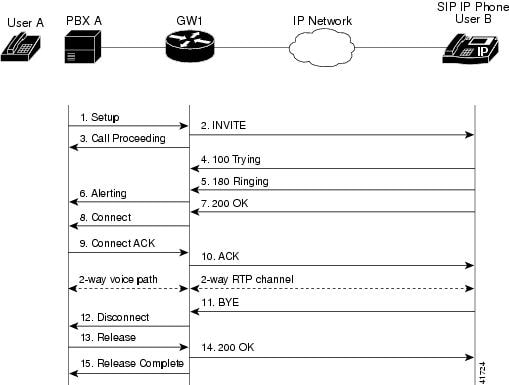 User A
PBX A
GW1
IP Network
SIP IP Phone
User B
IP
1. Setup
2. INVITE
3. Call Proceeding
4. 100 Trying
5. 180 Ringing
6. Alerting
7. 200 OK
8. Connect
9. Connect ACK
10. ACK
2-way voice path
2-way RTP channel
11. BYE
12. Disconnect
13. Release
14. 200 OK
15. Release Complete
41724